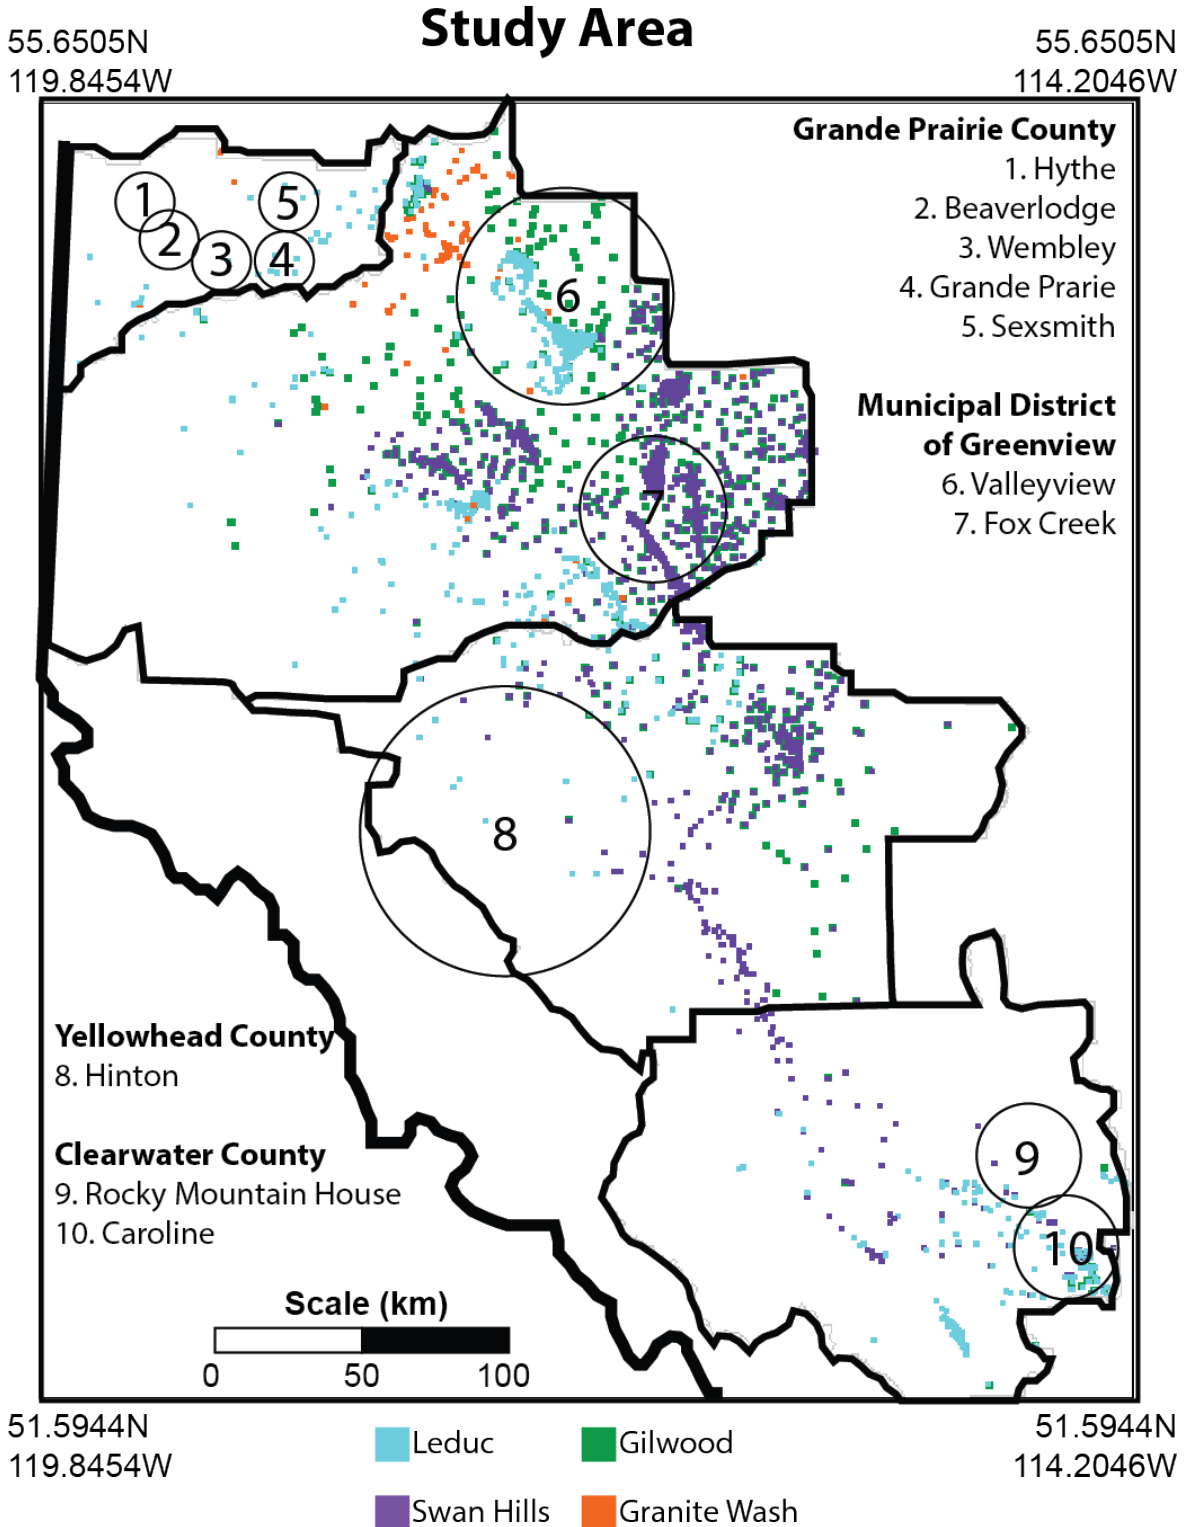 Study Area
55.6505N
119.8454W
55.6505N
114.2046W
Grande Prairie County
1. Hythe
2. Beaverlodge
3. Wembley
4. Grande Prarie
5. Sexsmith
Municipal District
of Greenview
6. Valleyview
7. Fox Creek
1
2
3
4
5
6
7
8
9
10
Yellowhead County
8. Hinton
Clearwater County
9. Rocky Mountain House
10. Caroline
Scale (km)
0 50 100
51.5944N
119.8454W
51.5944N
114.2046W
Leduc
Gilwood
Swan Hills
Granite Wash